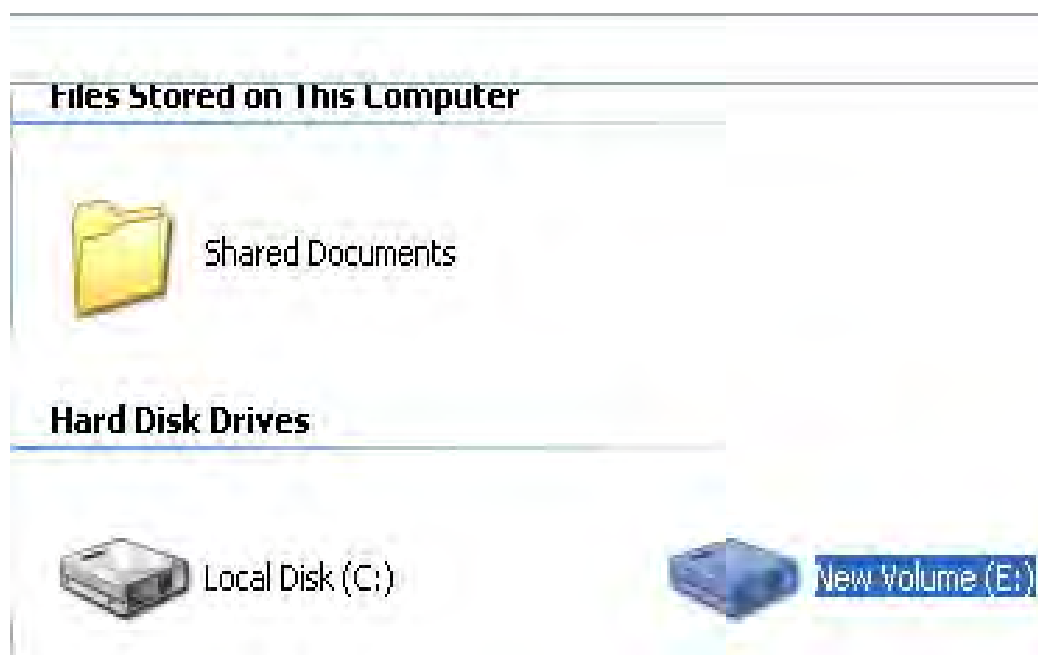 Files Stored on This Computer
Shared Documents
Hard Disk Drives
Local Disk (C:)
New Volume (E:)